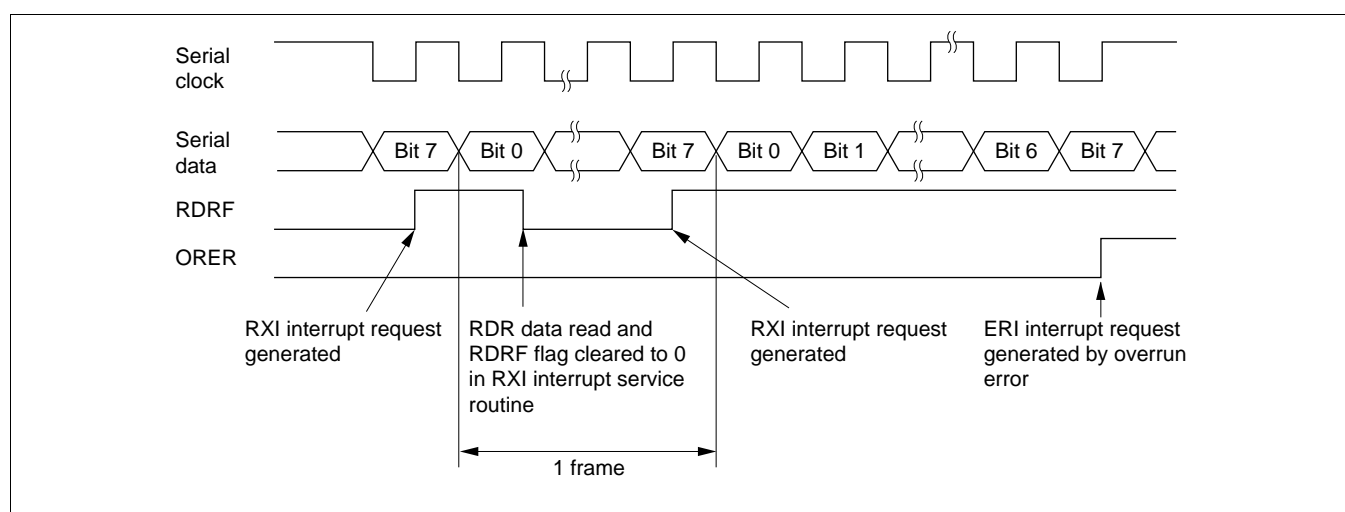 Serial
clock
Serial
data
Bit 7
Bit 0
Bit 7
Bit 0
Bit 1
Bit 6
Bit 7
RDRF
ORER
RXI interrupt request
generated
RDR data read and
RDRF flag cleared to 0
in RXI interrupt service
routine
RXI interrupt request
generated
ERI interrupt request
generated by overrun
error
1 frame